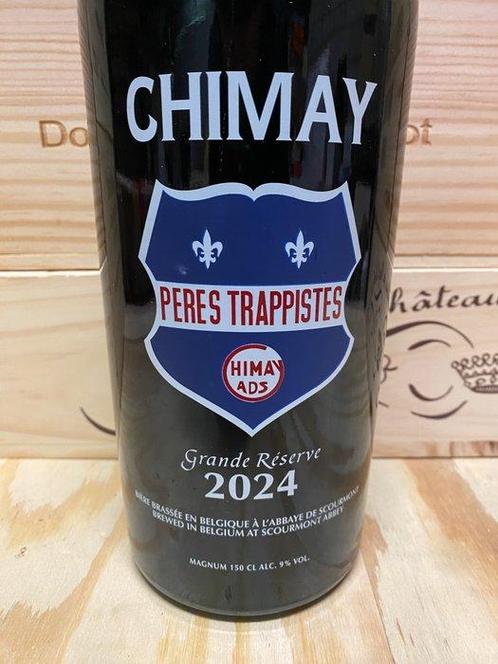 CHIMAY
PERES TRAPPISTES
CHIMAY
ADS
Grande Réserve
2024
BIÈRE BRASSÉE EN BELGIQUE À L'ABBAYE DE SCOURMONT
BREWED IN BELGIUM AT SCOURMONT ABBEY
MAGNUM 150 CL ALC. 9% VOL.